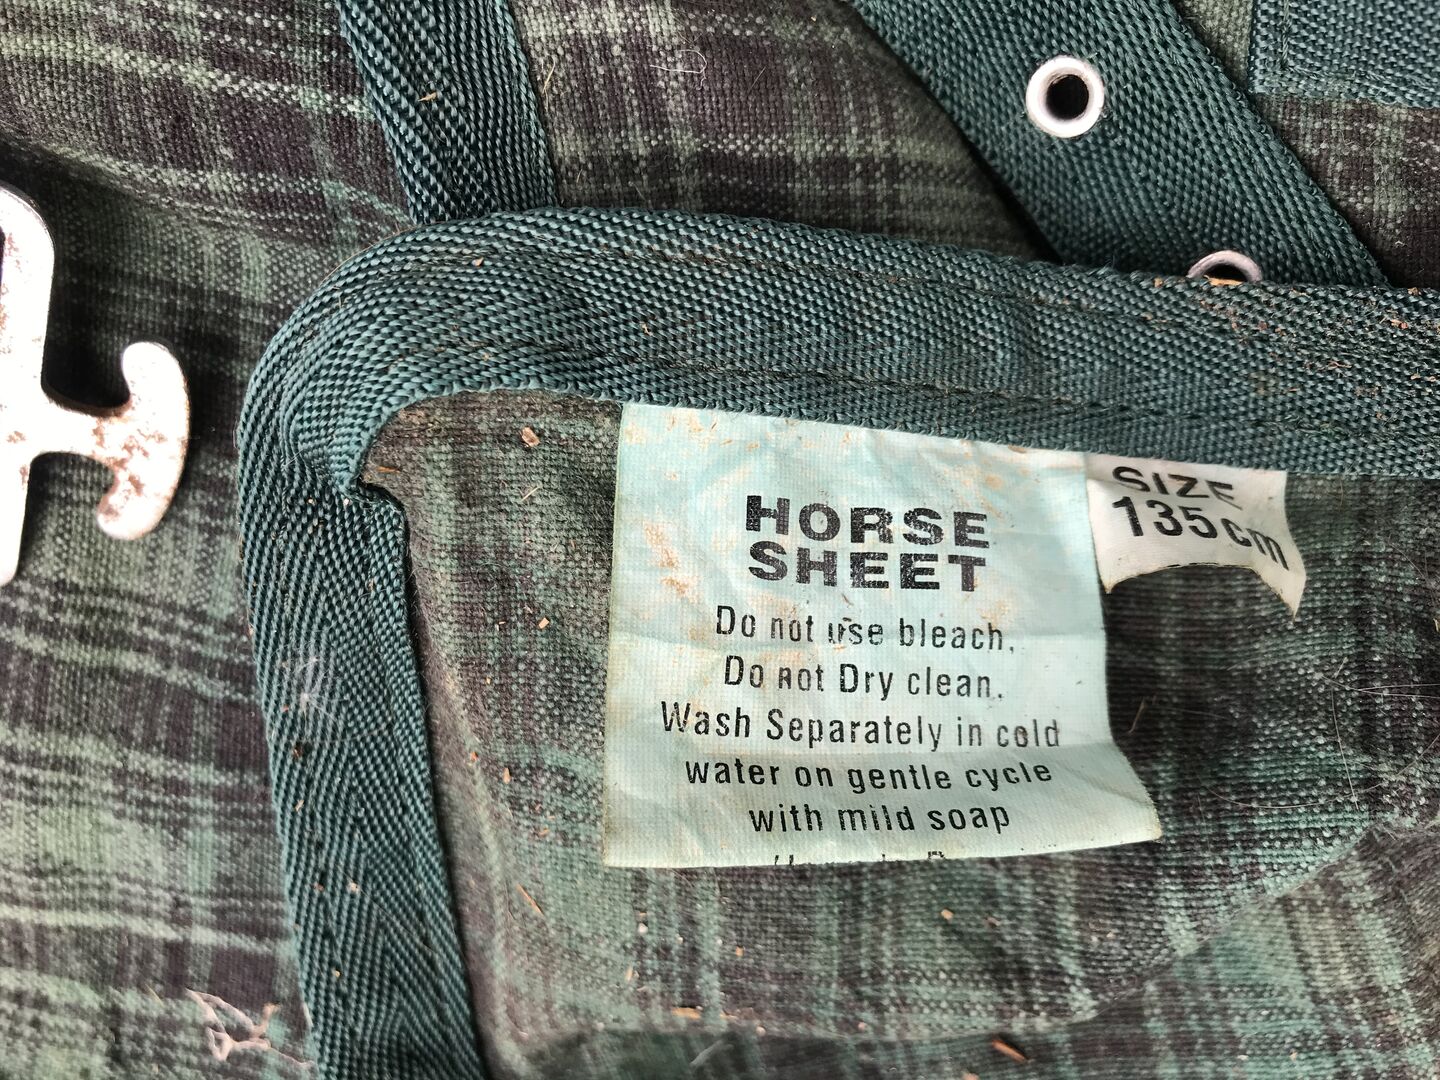 HORSE
SHEET
Do not use bleach.
Do not Dry clean.
Wash Separately in cold
water on gentle cycle
with mild soap
SIZE
135cm